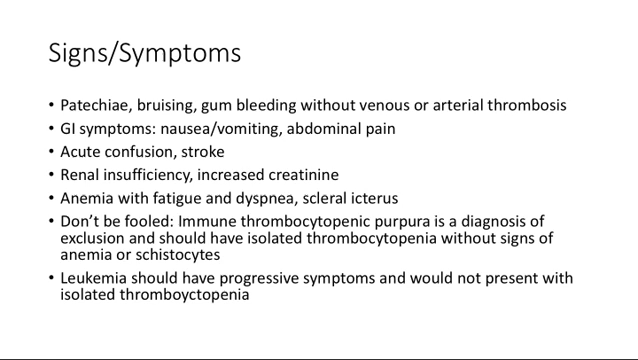 Signs/Symptoms
• Patechiae, bruising, gum bleeding without venous or arterial thrombosis
• GI symptoms: nausea/vomiting, abdominal pain
• Acute confusion, stroke
• Renal insufficiency, increased creatinine
• Anemia with fatigue and dyspnea, scleral icterus
• Don’t be fooled: Immune thrombocytopenic purpura is a diagnosis of
exclusion and should have isolated thrombocytopenia without signs of
anemia or schistocytes
• Leukemia should have progressive symptoms and would not present with
isolated thromboyctopenia